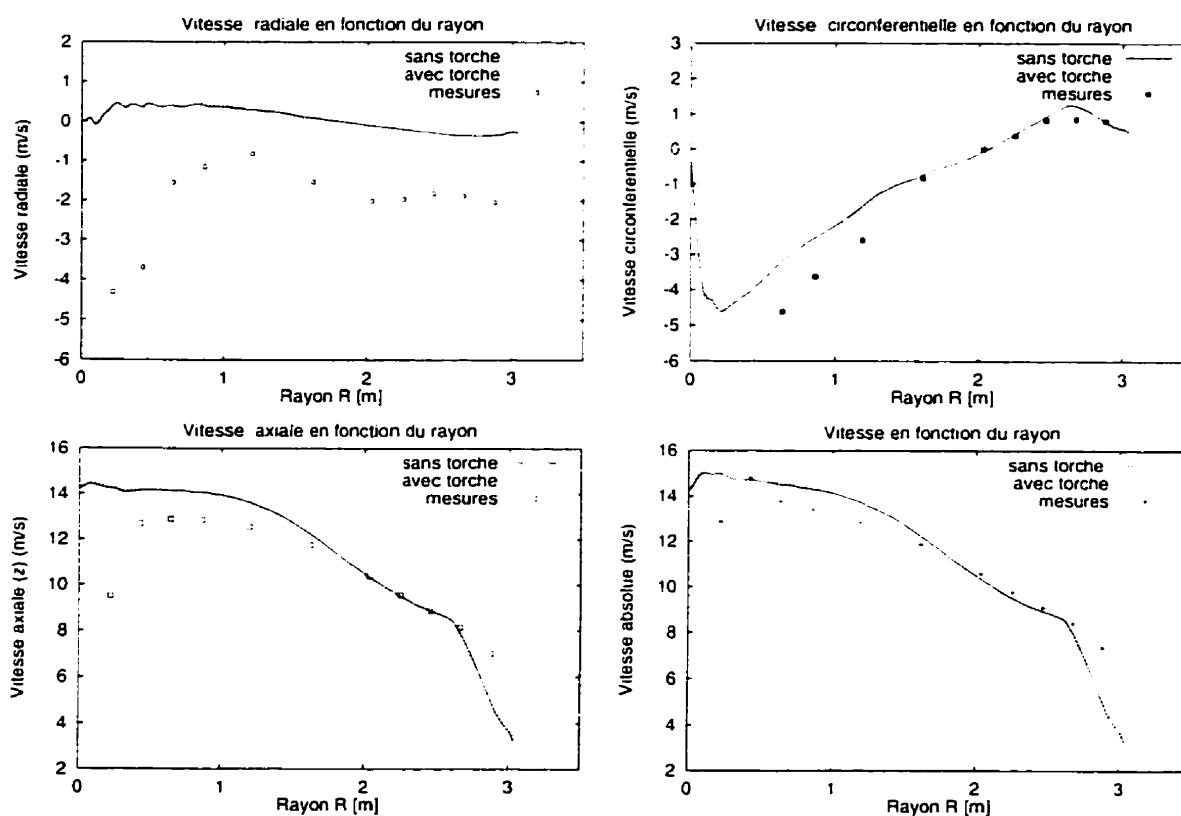 Vitesse radiale en fonction du rayon
2
1
0
-1
-2
-3
-4
-5
-6
Vitesse radiale (m/s)
sans torche
avec torche
mesures
0 1 2 3
Rayon R [m]
Vitesse circonferentielle en fonction du rayon
3
2
1
0
-1
-2
-3
-4
-5
-6
Vitesse circonferentielle (m/s)
sans torche
avec torche
mesures
0 1 2 3
Rayon R [m]
Vitesse axiale en fonction du rayon
16
14
12
10
8
6
4
2
Vitesse axiale (z) (m/s)
sans torche
avec torche
mesures
0 1 2 3
Rayon R [m]
Vitesse en fonction du rayon
16
14
12
10
8
6
4
2
Vitesse absolue (m/s)
sans torche
avec torche
mesures
0 1 2 3
Rayon R [m]